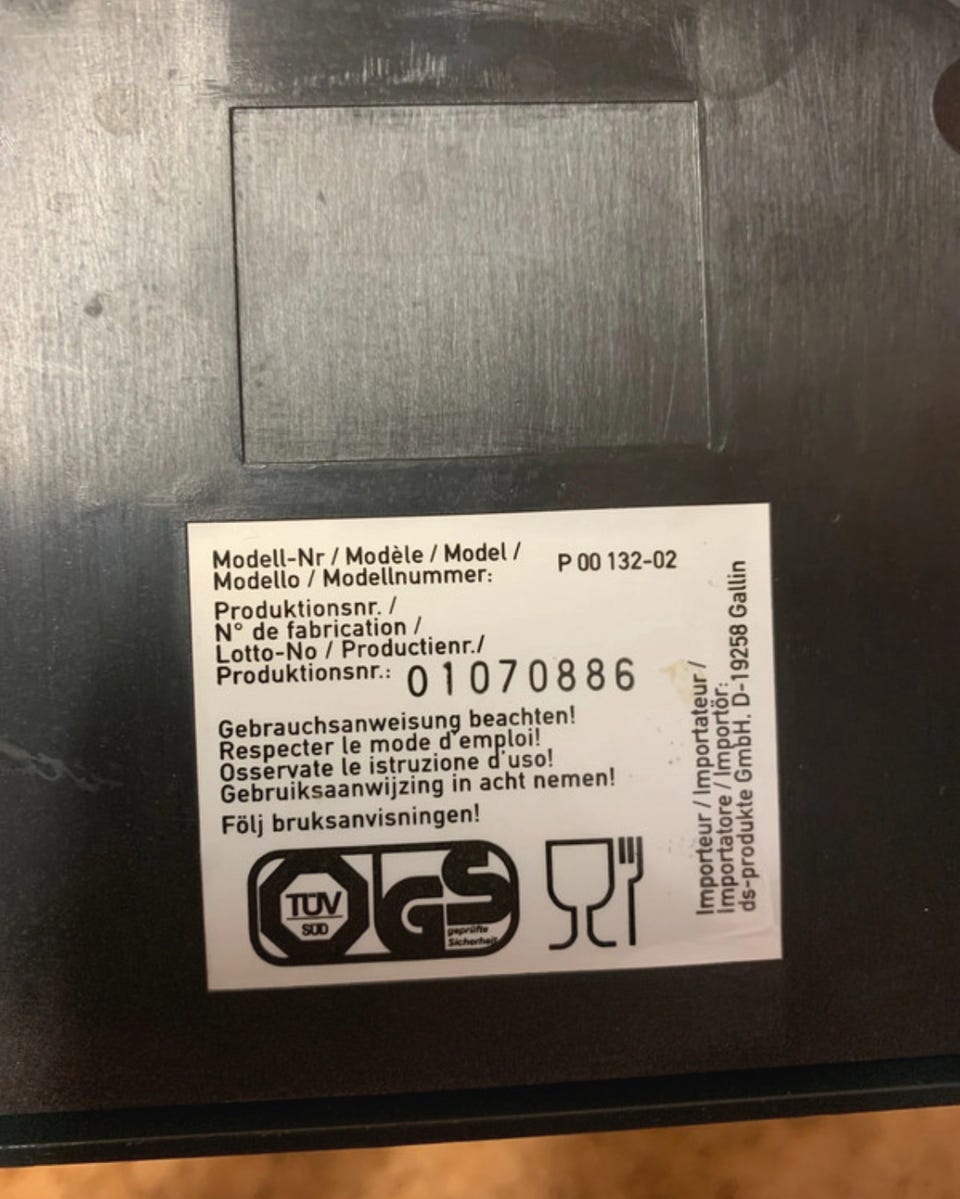 Modell-Nr / Modèle / Model /
Modello / Modellnummer:
P 00 132-02
Produktionsnr. /
N° de fabrication /
Lotto-No / Productienr./
Produktionsnr.: 01070886
Gebrauchsanweisung beachten!
Respecter le mode d'emploi!
Osservate le istruzione d'uso!
Gebruiksaanwijzing in acht nemen!
Följ bruksanvisningen!
TÜV
SÜD
GS
geprüfte
Sicherheit
Importeur / Importateur /
Importatore / Importör:
ds-produkte GmbH. D-19258 Gallin